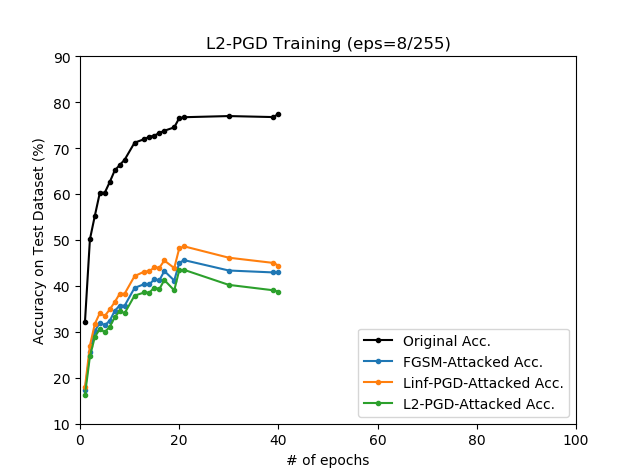 L2-PGD Training (eps=8/255)
Accuracy on Test Dataset (%)
90
80
70
60
50
40
30
20
10
0
20
40
60
80
100
# of epochs
Original Acc.
FGSM-Attacked Acc.
Linf-PGD-Attacked Acc.
L2-PGD-Attacked Acc.